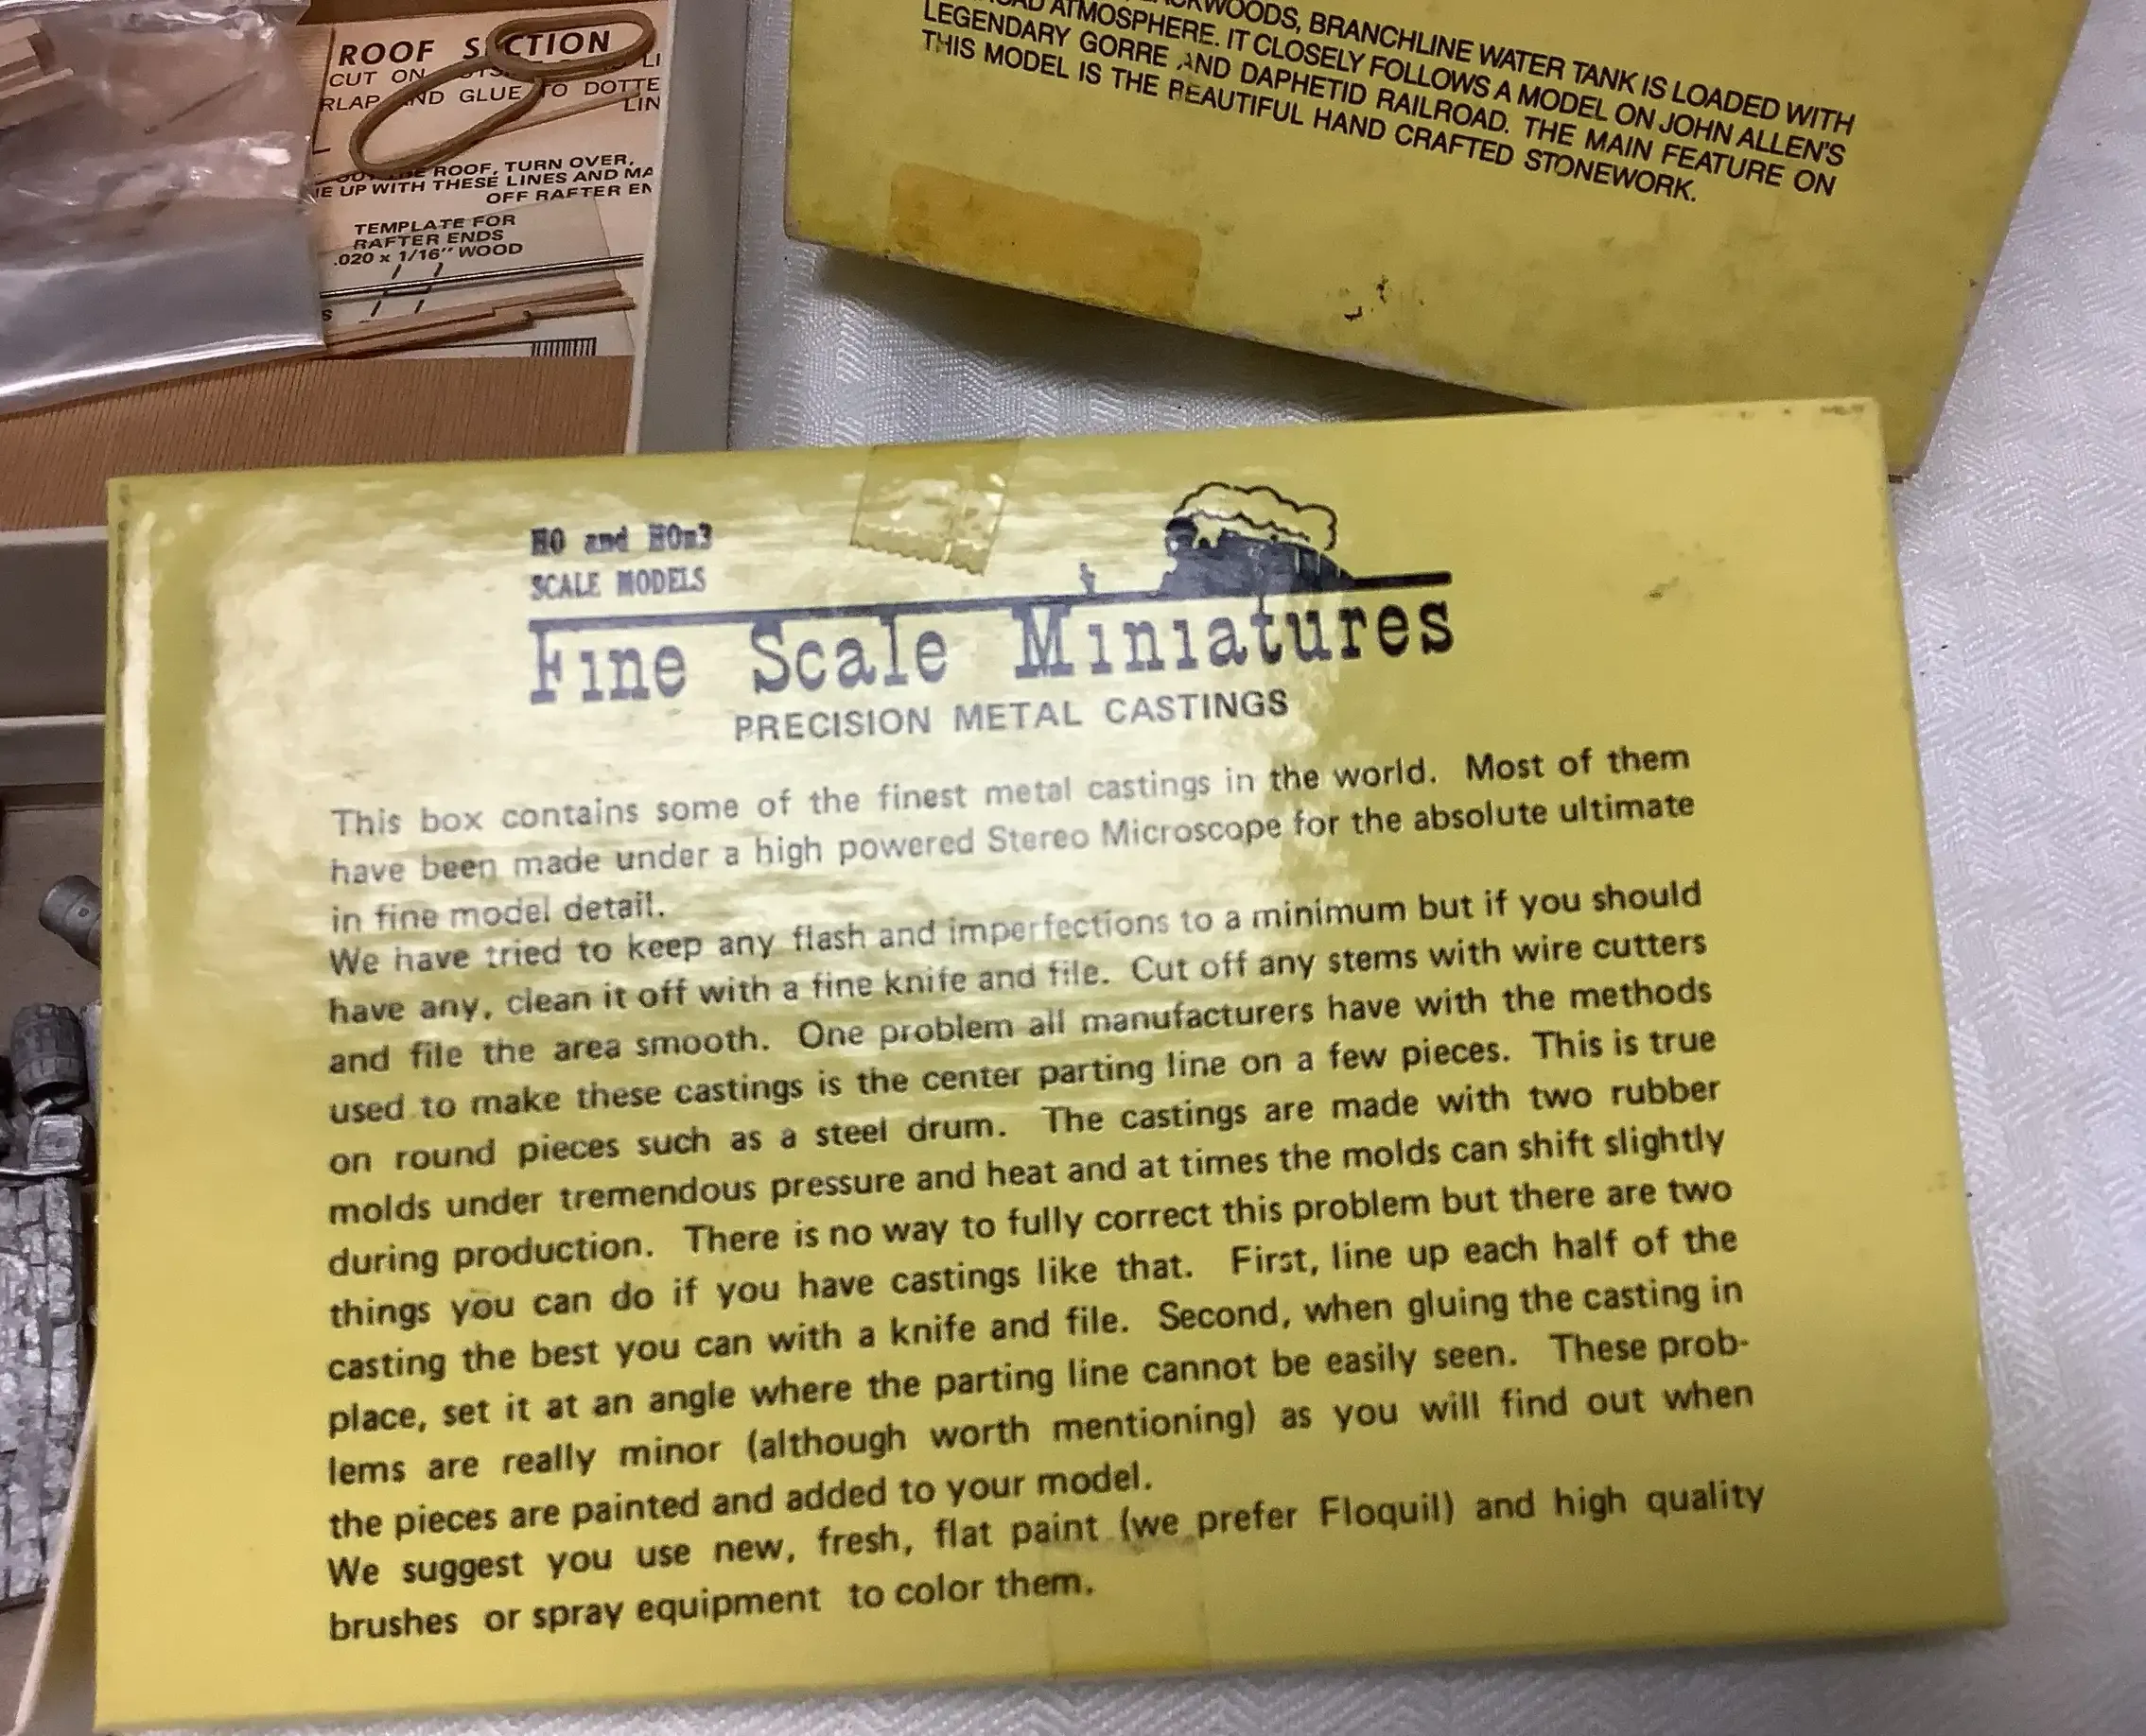 ROOF SECTION
CUT ON
RLAP AND GLUE TO DOTTE
LIN
ROOF, TURN OVER,
E UP WITH THESE LINES AND MA
OFF RAFTER EN
TEMPLATE FOR
RAFTER ENDS
.020 x 1/16" WOOD
BRANCHLINE WATER TANK IS LOADED WITH
ATMOSPHERE. IT CLOSELY FOLLOWS A MODEL ON JOHN ALLEN'S
LEGENDARY GORRE AND DAPHETID RAILROAD. THE MAIN FEATURE ON
THIS MODEL IS THE BEAUTIFUL HAND CRAFTED STONEWORK.
HO and HOn3
SCALE MODELS
Fine Scale Miniatures
PRECISION METAL CASTINGS
This box contains some of the finest metal castings in the world. Most of them
have been made under a high powered Stereo Microscope for the absolute ultimate
in fine model detail.
We have tried to keep any flash and imperfections to a minimum but if you should
have any, clean it off with a fine knife and file. Cut off any stems with wire cutters
and file the area smooth. One problem all manufacturers have with the methods
used to make these castings is the center parting line on a few pieces. This is true
on round pieces such as a steel drum. The castings are made with two rubber
molds under tremendous pressure and heat and at times the molds can shift slightly
during production. There is no way to fully correct this problem but there are two
things you can do if you have castings like that. First, line up each half of the
casting the best you can with a knife and file. Second, when gluing the casting in
place, set it at an angle where the parting line cannot be easily seen. These prob-
lems are really minor (although worth mentioning) as you will find out when
the pieces are painted and added to your model.
We suggest you use new, fresh, flat paint (we prefer Floquil) and high quality
brushes or spray equipment to color them.